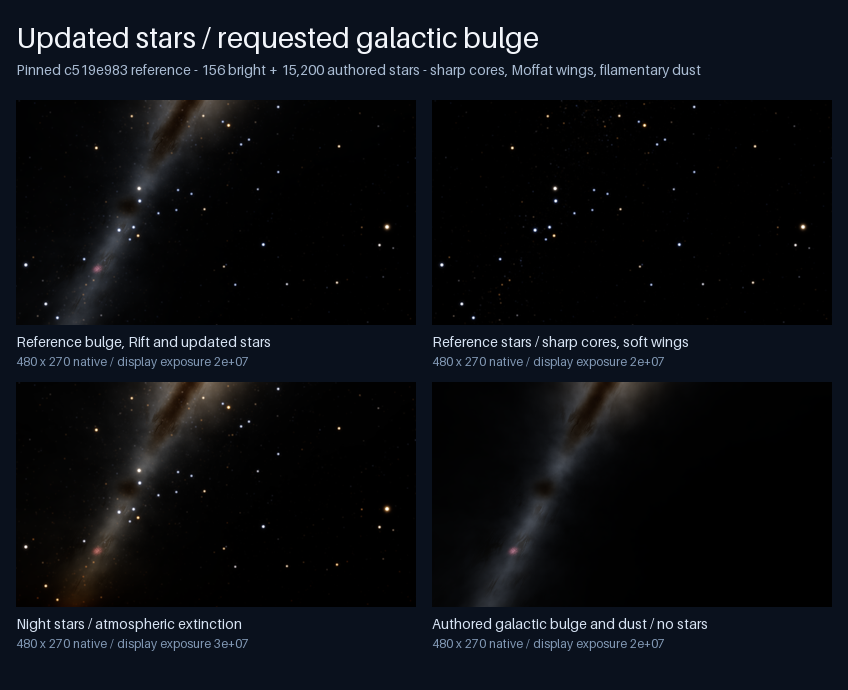 Updated stars / requested galactic bulge
Pinned c519e983 reference - 156 bright + 15,200 authored stars - sharp cores, Moffat wings, filamentary dust
Reference bulge, Rift and updated stars
480 x 270 native / display exposure 2e+07
Reference stars / sharp cores, soft wings
480 x 270 native / display exposure 2e+07
Night stars / atmospheric extinction
480 x 270 native / display exposure 3e+07
Authored galactic bulge and dust / no stars
480 x 270 native / display exposure 2e+07